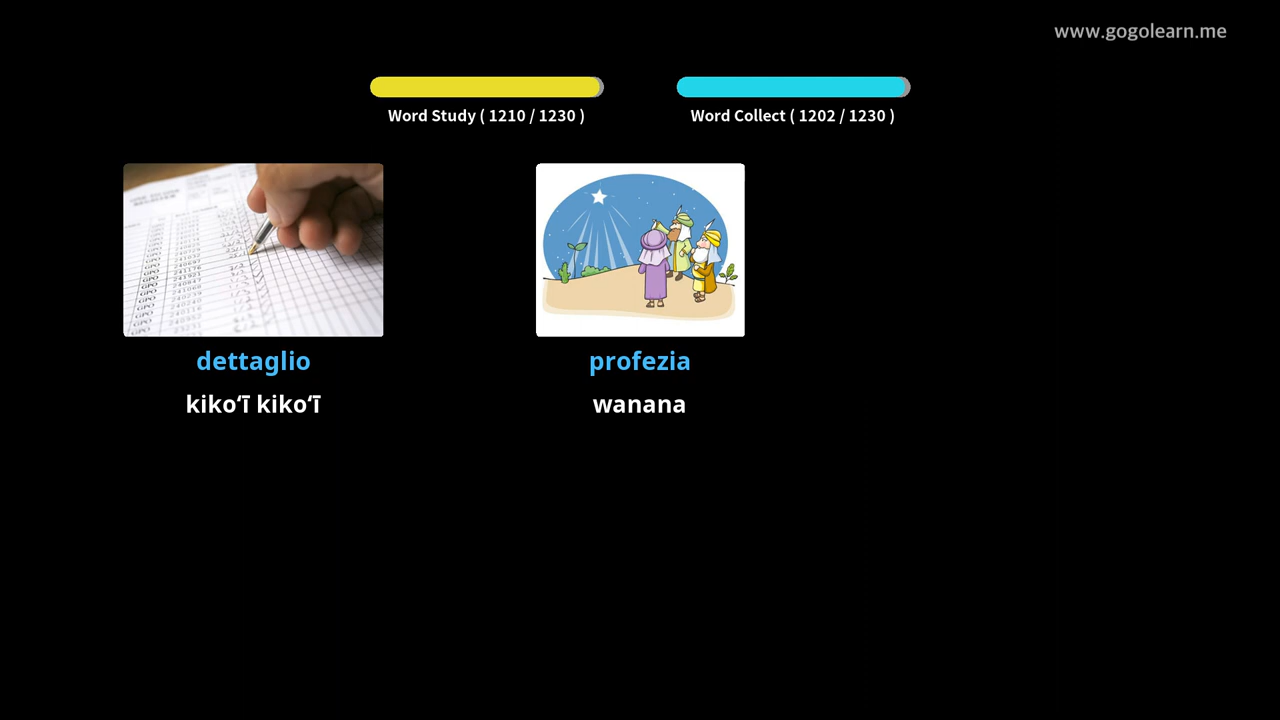 www.gogolearn.me
Word Study ( 1210 / 1230 )
Word Collect ( 1202 / 1230 )
dettaglio
profezia
kikoʻī kikoʻī
wanana